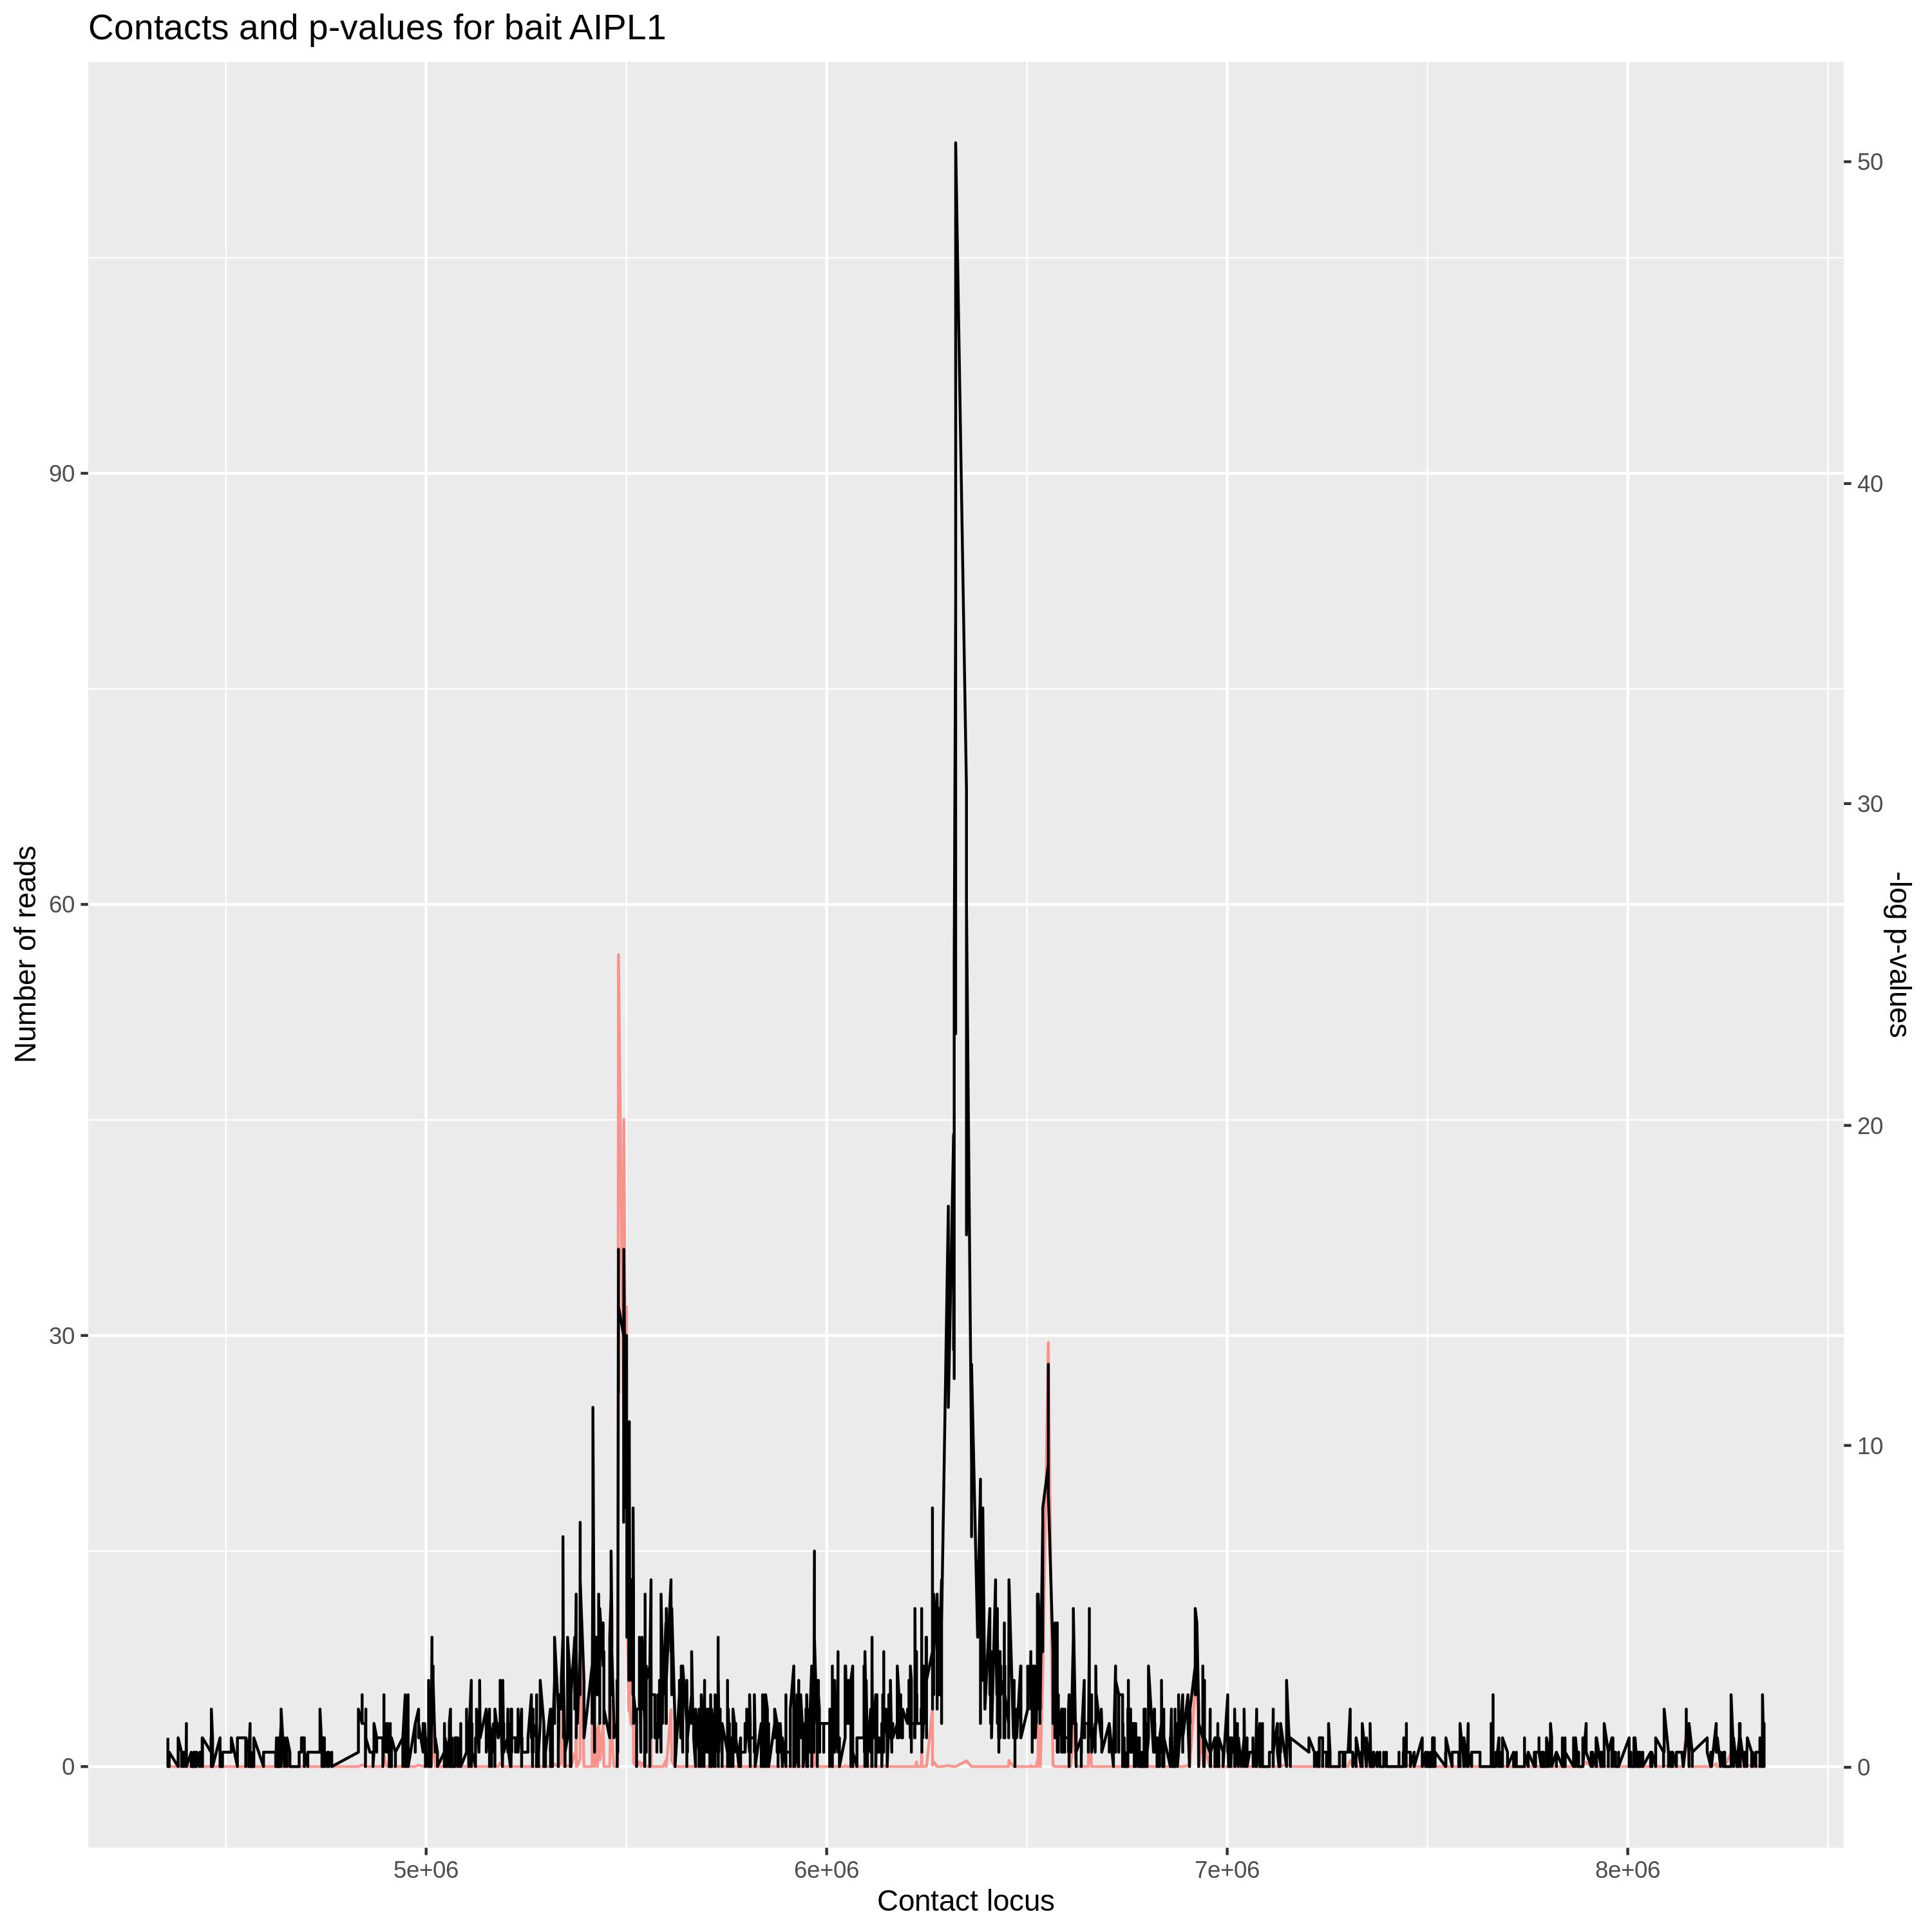 Contacts and p-values for bait AIPL1
Number of reads
90
60
30
0
50
40
30
20
10
0
-log p-values
5e+06 6e+06 7e+06 8e+06
Contact locus